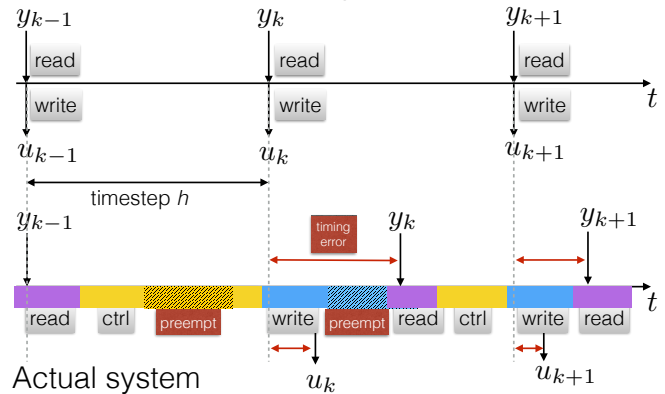 y_{k-1} y_k y_{k+1}
read read read
write write write
t
u_{k-1} u_k u_{k+1}
timestep h
y_{k-1} timing error y_k y_{k+1}
t
read ctrl preempt write preempt read ctrl write read
u_k u_{k+1}
Actual system